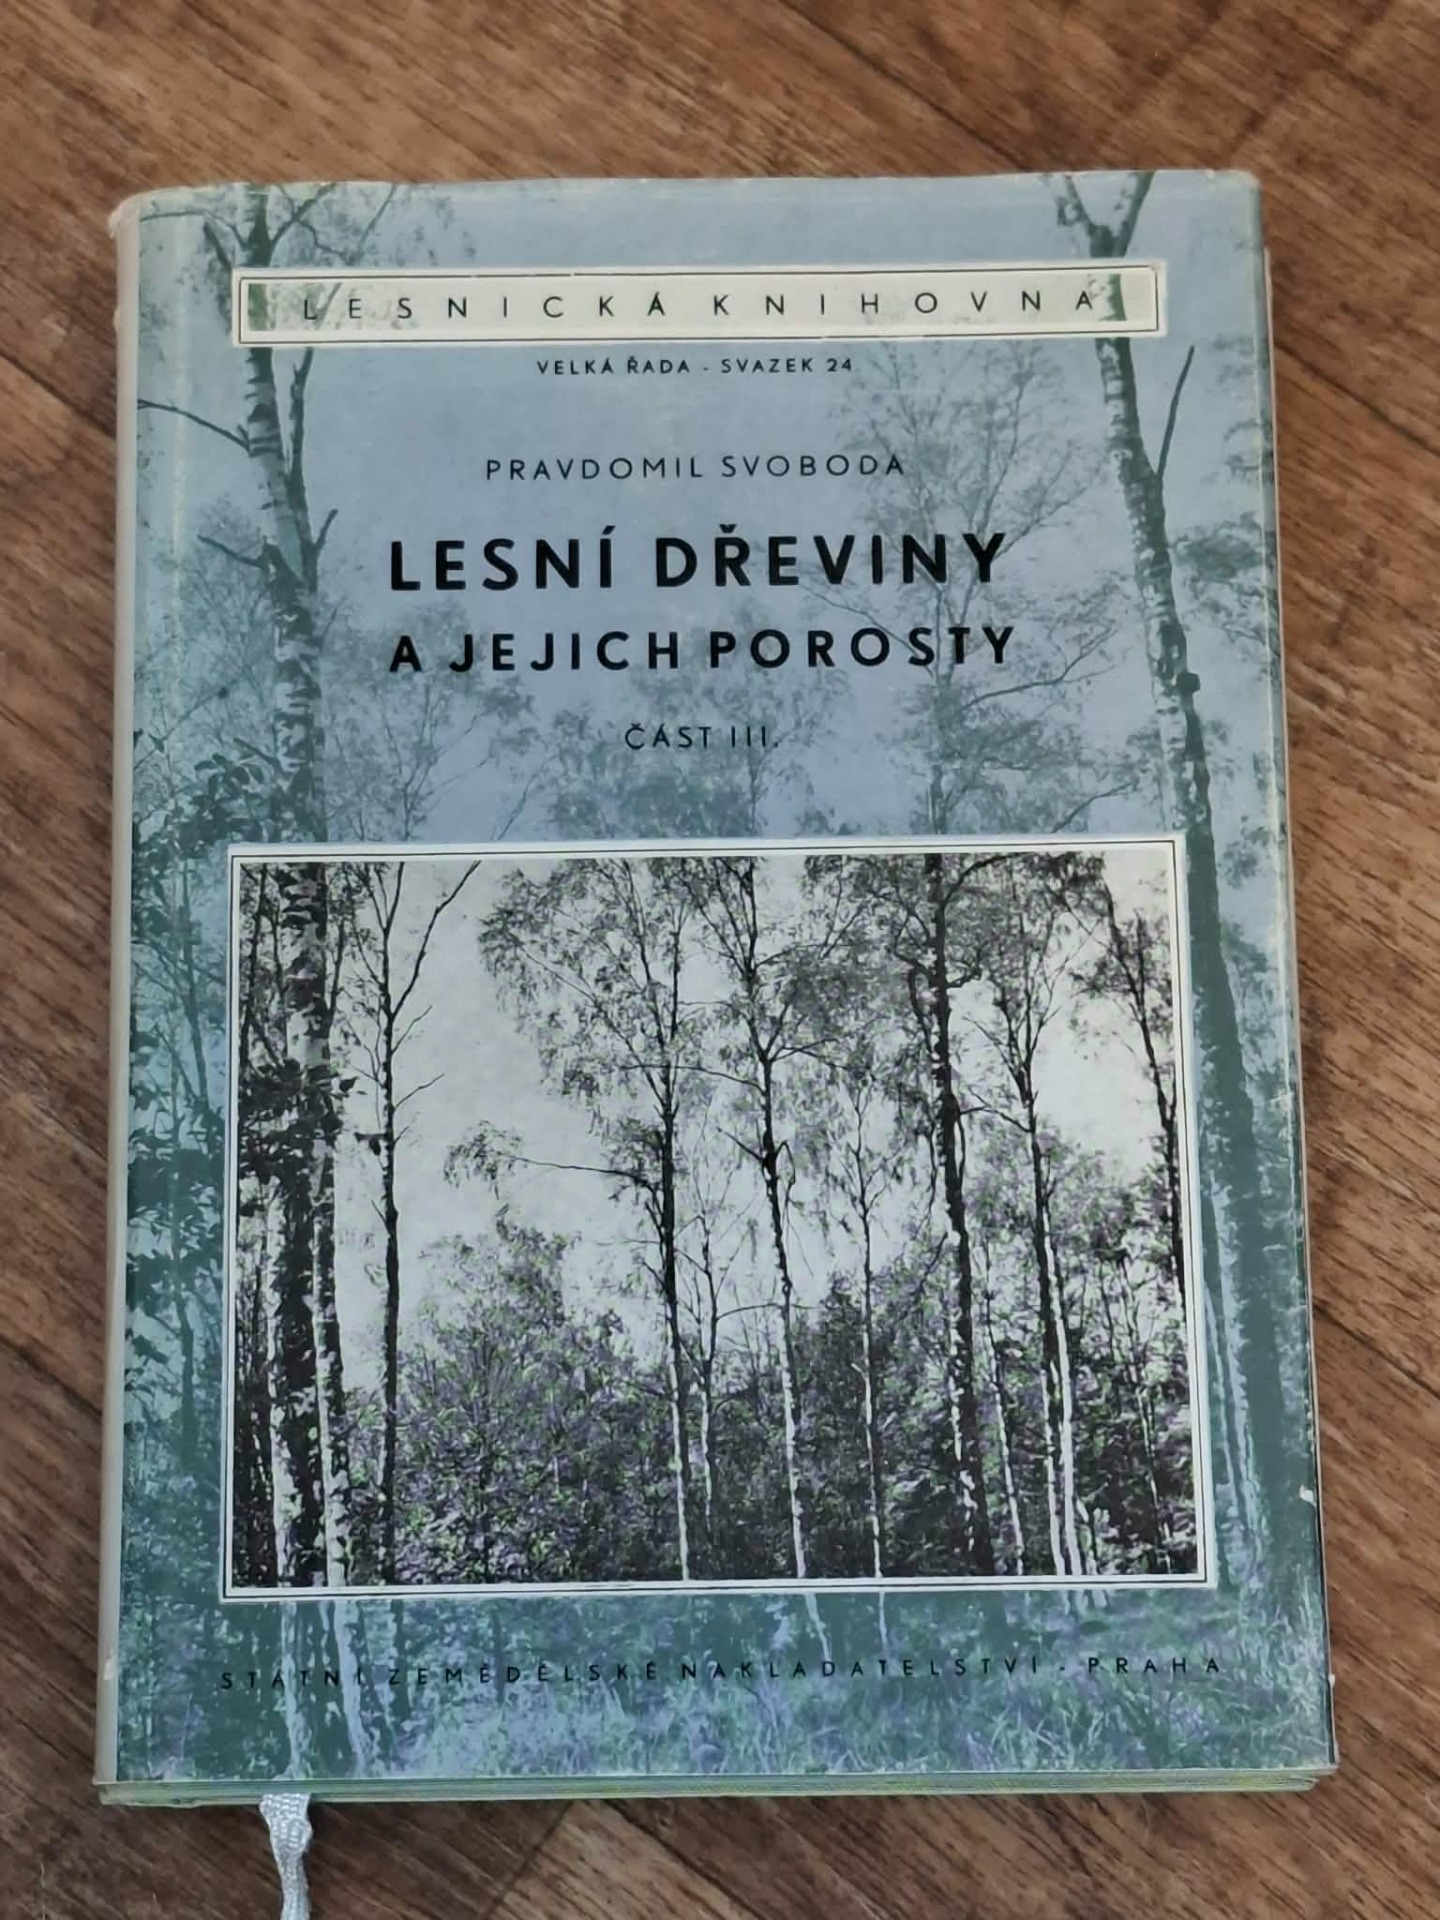 LESNICKÁ KNIHOVNA
VELKÁ ŘADA - SVAZEK 24
PRAVDOMIL SVOBODA
LESNÍ DŘEVINY
A JEJICH POROSTY
ČÁST III.
STÁTNÍ ZEMĚDĚLSKÉ NAKLADATELSTVÍ - PRAHA